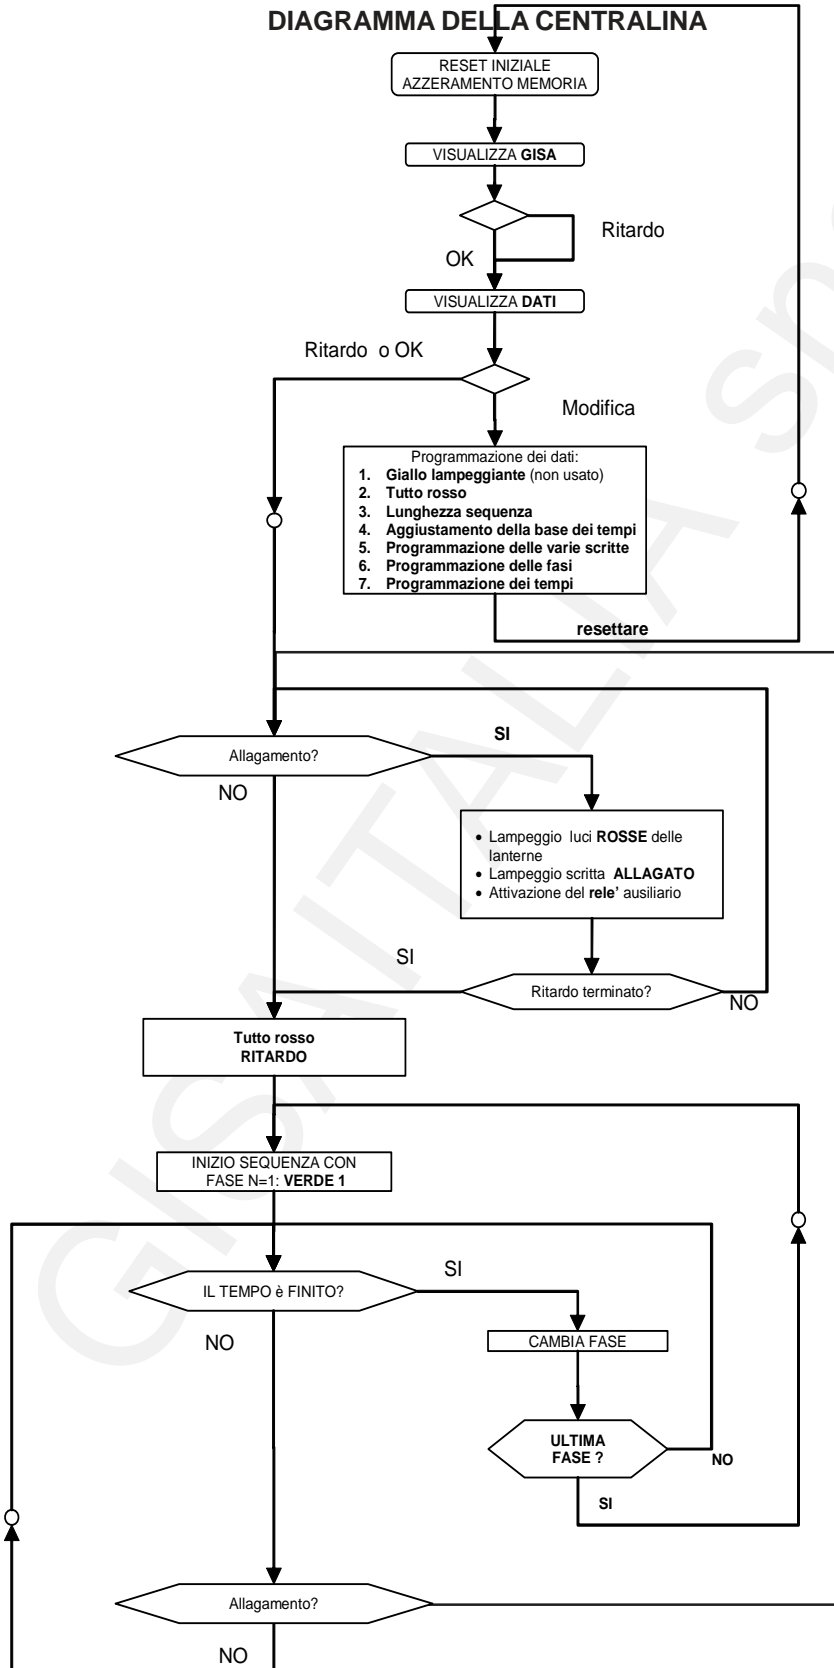 DIAGRAMMA DELLA CENTRALINA
RESET INIZIALE
AZZERAMENTO MEMORIA
VISUALIZZA GISA
Ritardo
OK
VISUALIZZA DATI
Ritardo o OK
Modifica
Programmazione dei dati:
1. Giallo lampeggiante (non usato)
2. Tutto rosso
3. Lunghezza sequenza
4. Aggiustamento della base dei tempi
5. Programmazione delle varie scritte
6. Programmazione delle fasi
7. Programmazione dei tempi
resettare
SI
Allagamento?
NO
• Lampeggio luci ROSSE delle
lanterne
• Lampeggio scritta ALLAGATO
• Attivazione del rele' ausiliario
SI
Ritardo terminato?
NO
Tutto rosso
RITARDO
INIZIO SEQUENZA CON
FASE N=1: VERDE 1
SI
IL TEMPO è FINITO?
NO
CAMBIA FASE
ULTIMA
FASE ?
NO
SI
Allagamento?
NO
GISAITALIA sn